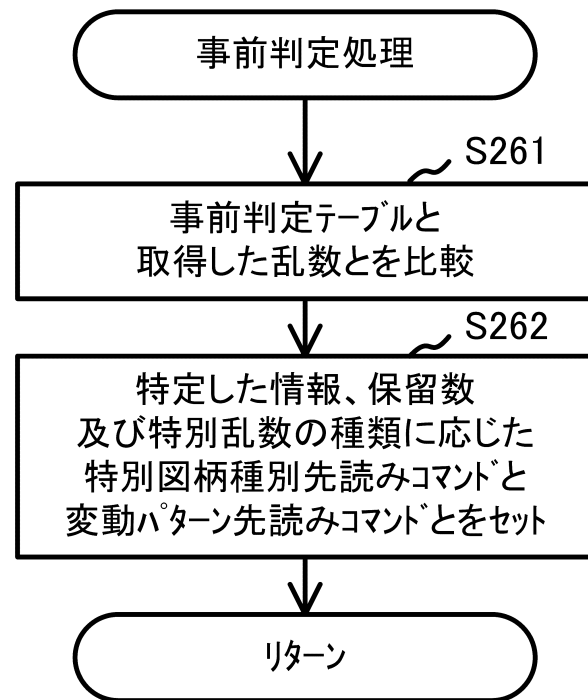 事前判定処理
S261
事前判定テーブルと
取得した乱数とを比較
S262
特定した情報、保留数
及び特別乱数の種類に応じた
特別図柄種別先読みコマンドと
変動パターン先読みコマンドとをセット
リターン